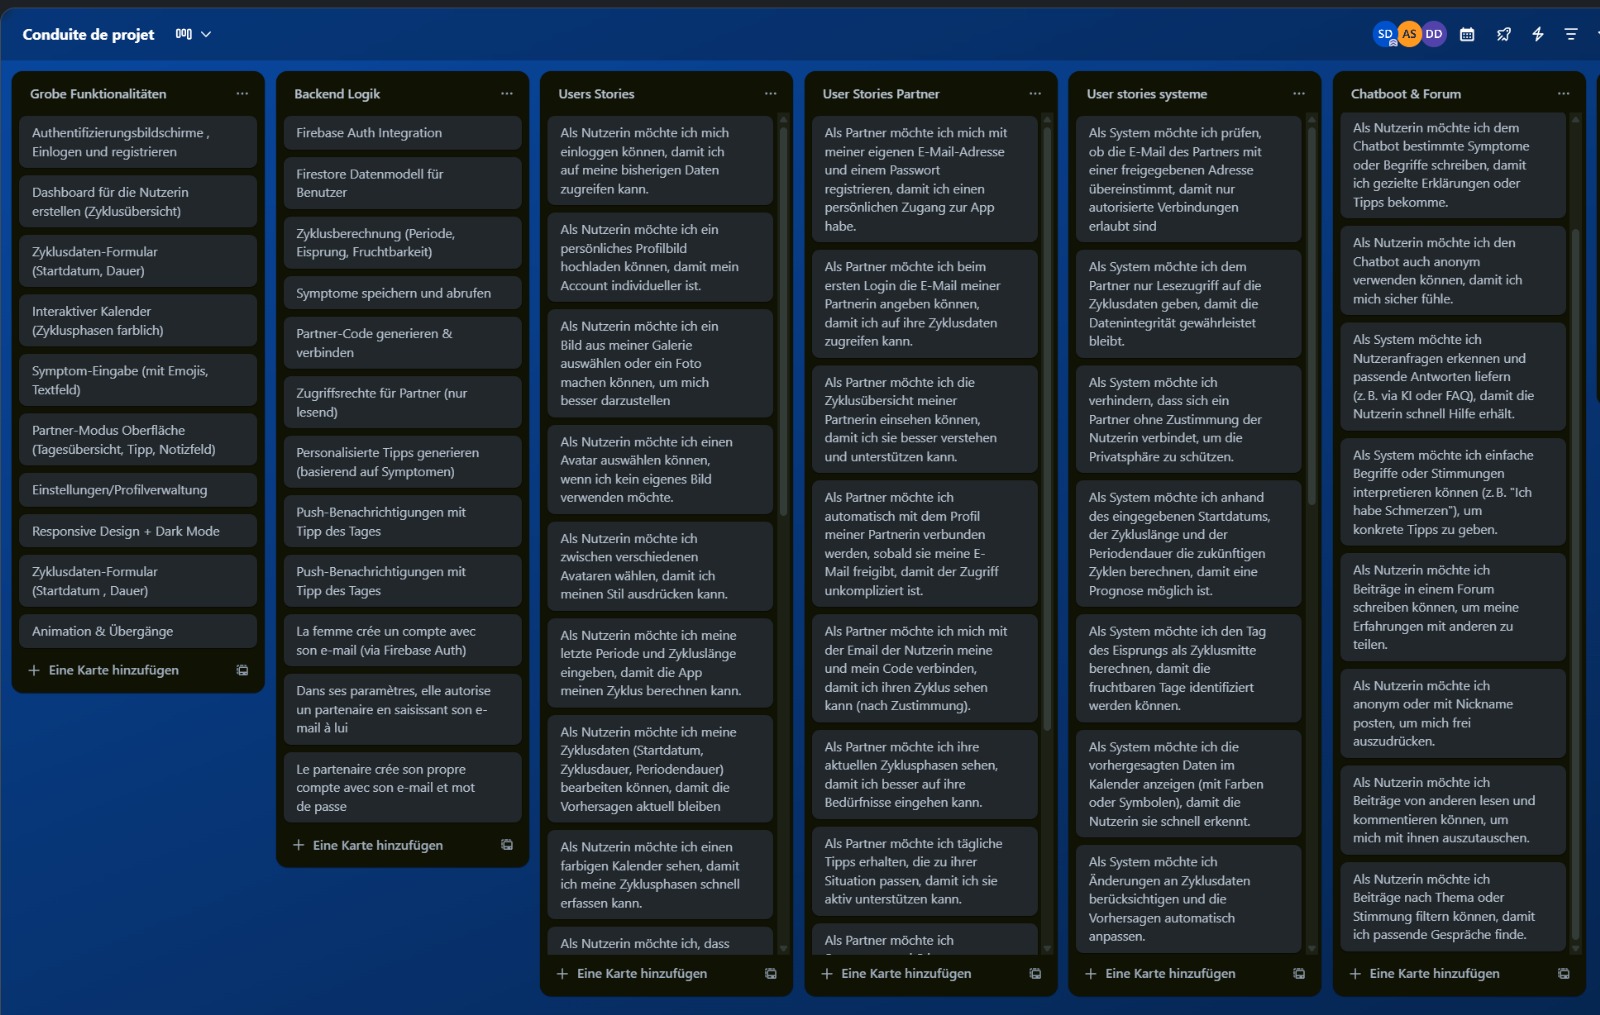 Conduite de projet
SD AS DD
Grobe Funktionalitäten
Authentifizierungsbildschirme ,
Einlogen und registrieren
Dashboard für die Nutzerin
erstellen (Zyklusübersicht)
Zyklusdaten-Formular
(Startdatum, Dauer)
Interaktiver Kalender
(Zyklusphasen farblich)
Symptom-Eingabe (mit Emojis,
Textfeld)
Partner-Modus Oberfläche
(Tagesübersicht, Tipp, Notizfeld)
Einstellungen/Profilverwaltung
Responsive Design + Dark Mode
Zyklusdaten-Formular
(Startdatum , Dauer)
Animation & Übergänge
Eine Karte hinzufügen
Backend Logik
Firebase Auth Integration
Firestore Datenmodell für
Benutzer
Zyklusberechnung (Periode,
Eisprung, Fruchtbarkeit)
Symptome speichern und abrufen
Partner-Code generieren &
verbinden
Zugriffsrechte für Partner (nur
lesend)
Personalisierte Tipps generieren
(basierend auf Symptomen)
Push-Benachrichtigungen mit
Tipp des Tages
Push-Benachrichtigungen mit
Tipp des Tages
La femme crée un compte avec
son e-mail (via Firebase Auth)
Dans ses paramètres, elle autorise
un partenaire en saisissant son e-
mail à lui
Le partenaire crée son propre
compte avec son e-mail et mot
de passe
Eine Karte hinzufügen
Users Stories
Als Nutzerin möchte ich mich
einloggen können, damit ich
auf meine bisherigen Daten
zugreifen kann.
Als Nutzerin möchte ich ein
persönliches Profilbild
hochladen können, damit mein
Account individueller ist.
Als Nutzerin möchte ich ein
Bild aus meiner Galerie
auswählen oder ein Foto
machen können, um mich
besser darzustellen
Als Nutzerin möchte ich einen
Avatar auswählen können,
wenn ich kein eigenes Bild
verwenden möchte.
Als Nutzerin möchte ich
zwischen verschiedenen
Avataren wählen, damit ich
meinen Stil ausdrücken kann.
Als Nutzerin möchte ich meine
letzte Periode und Zykluslänge
eingeben, damit die App
meinen Zyklus berechnen kann.
Als Nutzerin möchte ich meine
Zyklusdaten (Startdatum,
Zyklusdauer, Periodendauer)
bearbeiten können, damit die
Vorhersagen aktuell bleiben
Als Nutzerin möchte ich einen
farbigen Kalender sehen, damit
ich meine Zyklusphasen schnell
erfassen kann.
Als Nutzerin möchte ich, dass
Eine Karte hinzufügen
User Stories Partner
Als Partner möchte ich mich mit
meiner eigenen E-Mail-Adresse
und einem Passwort
registrieren, damit ich einen
persönlichen Zugang zur App
habe.
Als Partner möchte ich beim
ersten Login die E-Mail meiner
Partnerin angeben können,
damit ich auf ihre Zyklusdaten
zugreifen kann.
Als Partner möchte ich die
Zyklusübersicht meiner
Partnerin einsehen können,
damit ich sie besser verstehen
und unterstützen kann.
Als Partner möchte ich
automatisch mit dem Profil
meiner Partnerin verbunden
werden, sobald sie meine E-
Mail freigibt, damit der Zugriff
unkompliziert ist.
Als Partner möchte ich mich mit
der Email der Nutzerin meine
und mein Code verbinden,
damit ich ihren Zyklus sehen
kann (nach Zustimmung).
Als Partner möchte ich ihre
aktuellen Zyklusphasen sehen,
damit ich besser auf ihre
Bedürfnisse eingehen kann.
Als Partner möchte ich tägliche
Tipps erhalten, die zu ihrer
Situation passen, damit ich sie
aktiv unterstützen kann.
Als Partner möchte ich
Eine Karte hinzufügen
User stories systeme
Als System möchte ich prüfen,
ob die E-Mail des Partners mit
einer freigegebenen Adresse
übereinstimmt, damit nur
autorisierte Verbindungen
erlaubt sind
Als System möchte ich dem
Partner nur Lesezugriff auf die
Zyklusdaten geben, damit die
Datenintegrität gewährleistet
bleibt.
Als System möchte ich
verhindern, dass sich ein
Partner ohne Zustimmung der
Nutzerin verbindet, um die
Privatsphäre zu schützen.
Als System möchte ich anhand
des eingegebenen Startdatums,
der Zykluslänge und der
Periodendauer die zukünftigen
Zyklen berechnen, damit eine
Prognose möglich ist.
Als System möchte ich den Tag
des Eisprungs als Zyklusmitte
berechnen, damit die
fruchtbaren Tage identifiziert
werden können.
Als System möchte ich die
vorhergesagten Daten im
Kalender anzeigen (mit Farben
oder Symbolen), damit die
Nutzerin sie schnell erkennt.
Als System möchte ich
Änderungen an Zyklusdaten
berücksichtigen und die
Vorhersagen automatisch
anpassen.
Eine Karte hinzufügen
Chatboot & Forum
Als Nutzerin möchte ich dem
Chatbot bestimmte Symptome
oder Begriffe schreiben, damit
ich gezielte Erklärungen oder
Tipps bekomme.
Als Nutzerin möchte ich den
Chatbot auch anonym
verwenden können, damit ich
mich sicher fühle.
Als System möchte ich
Nutzeranfragen erkennen und
passende Antworten liefern
(z. B. via KI oder FAQ), damit die
Nutzerin schnell Hilfe erhält.
Als System möchte ich einfache
Begriffe oder Stimmungen
interpretieren können (z. B. "Ich
habe Schmerzen"), um
konkrete Tipps zu geben.
Als Nutzerin möchte ich
Beiträge in einem Forum
schreiben können, um meine
Erfahrungen mit anderen zu
teilen.
Als Nutzerin möchte ich
anonym oder mit Nickname
posten, um mich frei
auszudrücken.
Als Nutzerin möchte ich
Beiträge von anderen lesen und
kommentieren können, um
mich mit ihnen auszutauschen.
Als Nutzerin möchte ich
Beiträge nach Thema oder
Stimmung filtern können, damit
ich passende Gespräche finde.
Eine Karte hinzufügen